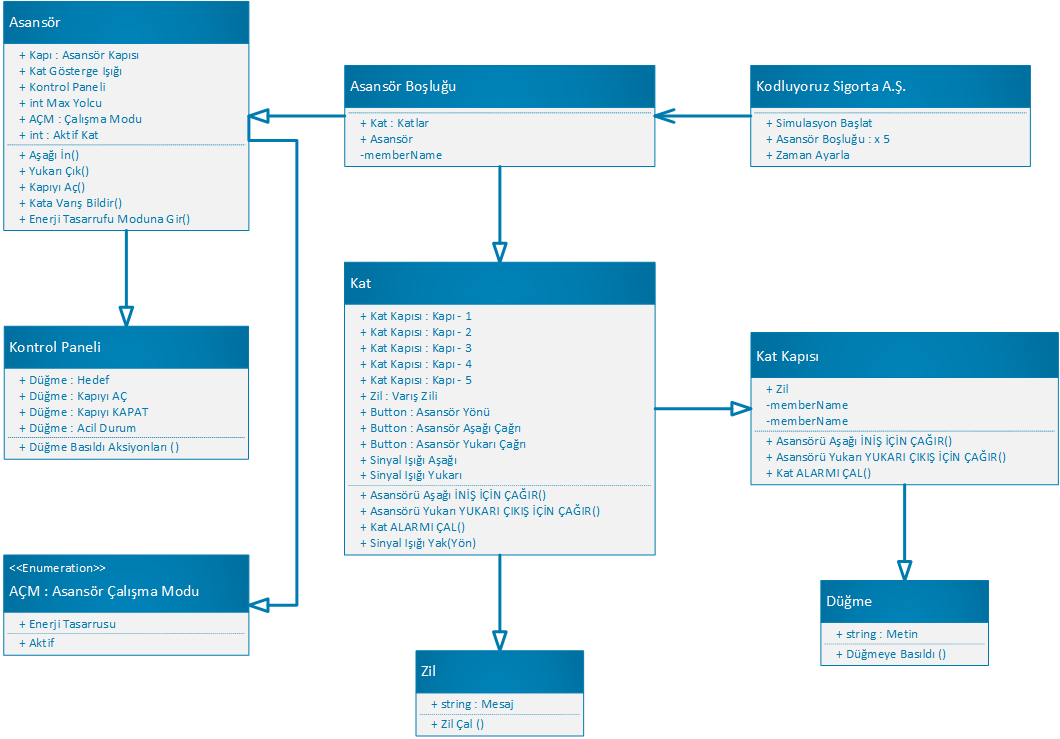 Asansör
+ Kapı : Asansör Kapısı
+ Kat Gösterge Işığı
+ Kontrol Paneli
+ int Max Yolcu
+ AÇM : Çalışma Modu
+ int : Aktif Kat
+ Aşağı İn()
+ Yukarı Çık()
+ Kapıyı Aç()
+ Kata Varış Bildir()
+ Enerji Tasarrufu Moduna Gir()
Asansör Boşluğu
+ Kat : Katlar
+ Asansör
-memberName
Kodluyoruz Sigorta A.Ş.
+ Simulasyon Başlat
+ Asansör Boşluğu : x 5
+ Zaman Ayarla
Kontrol Paneli
+ Düğme : Hedef
+ Düğme : Kapıyı AÇ
+ Düğme : Kapıyı KAPAT
+ Düğme : Acil Durum
+ Düğme Basıldı Aksiyonları ()
Kat
+ Kat Kapısı : Kapı - 1
+ Kat Kapısı : Kapı - 2
+ Kat Kapısı : Kapı - 3
+ Kat Kapısı : Kapı - 4
+ Kat Kapısı : Kapı - 5
+ Zil : Varış Zili
+ Button : Asansör Yönü
+ Button : Asansör Aşağı Çağrı
+ Button : Asansör Yukarı Çağrı
+ Sinyal Işığı Aşağı
+ Sinyal Işığı Yukarı
+ Asansörü Aşağı İNİŞ İÇİN ÇAĞIR()
+ Asansörü Yukarı YUKARI ÇIKIŞ İÇİN ÇAĞIR()
+ Kat ALARMI ÇAL()
+ Sinyal Işığı Yak(Yön)
Kat Kapısı
+ Zil
-memberName
-memberName
+ Asansörü Aşağı İNİŞ İÇİN ÇAĞIR()
+ Asansörü Yukarı YUKARI ÇIKIŞ İÇİN ÇAĞIR()
+ Kat ALARMI ÇAL()
<<Enumeration>>
AÇM : Asansör Çalışma Modu
+ Enerji Tasarrusu
+ Aktif
Zil
+ string : Mesaj
+ Zil Çal ()
Düğme
+ string : Metin
+ Düğmeye Basıldı ()